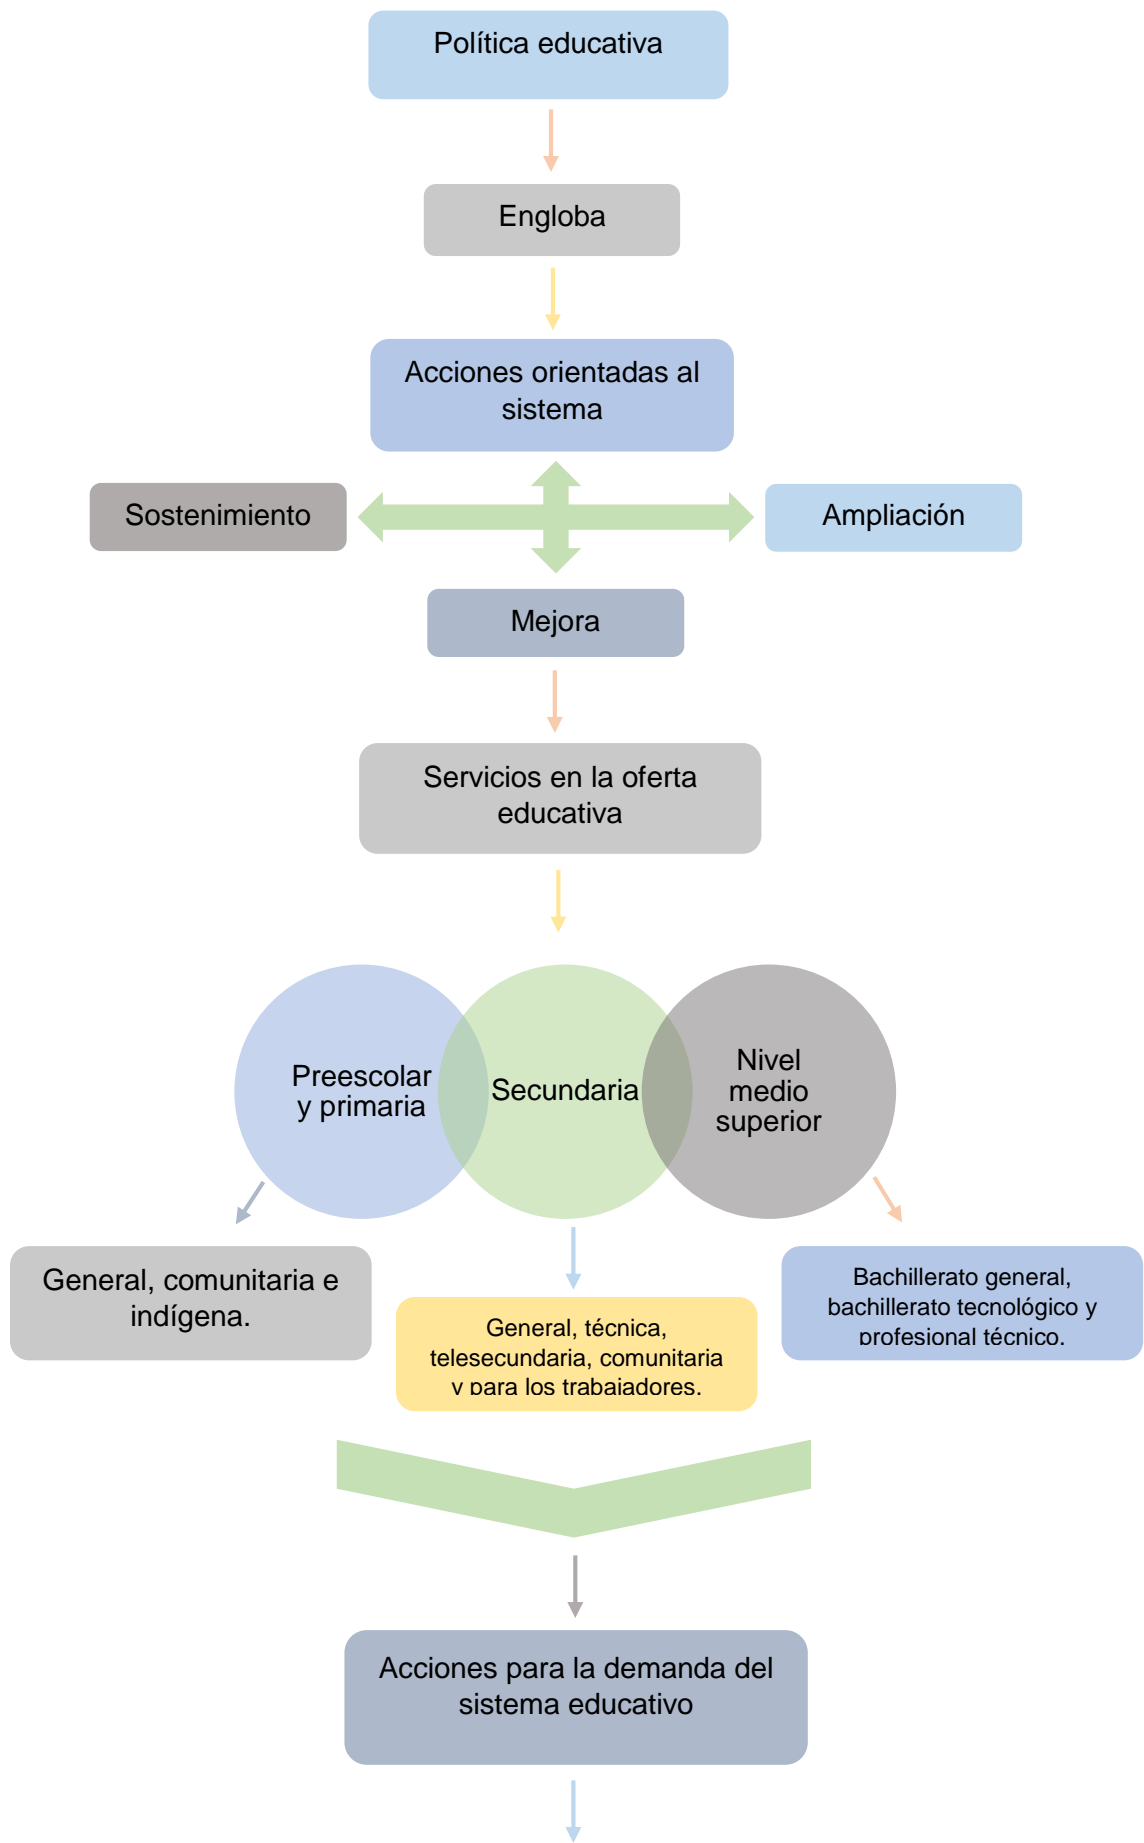 Política educativa
Engloba
Acciones orientadas al
sistema
Sostenimiento
Ampliación
Mejora
Servicios en la oferta
educativa
Preescolar
y primaria
Secundaria
Nivel
medio
superior
General, comunitaria e
indígena.
General, técnica,
telesecundaria, comunitaria
y para los trabajadores.
Bachillerato general,
bachillerato tecnológico y
profesional técnico.
Acciones para la demanda del
sistema educativo